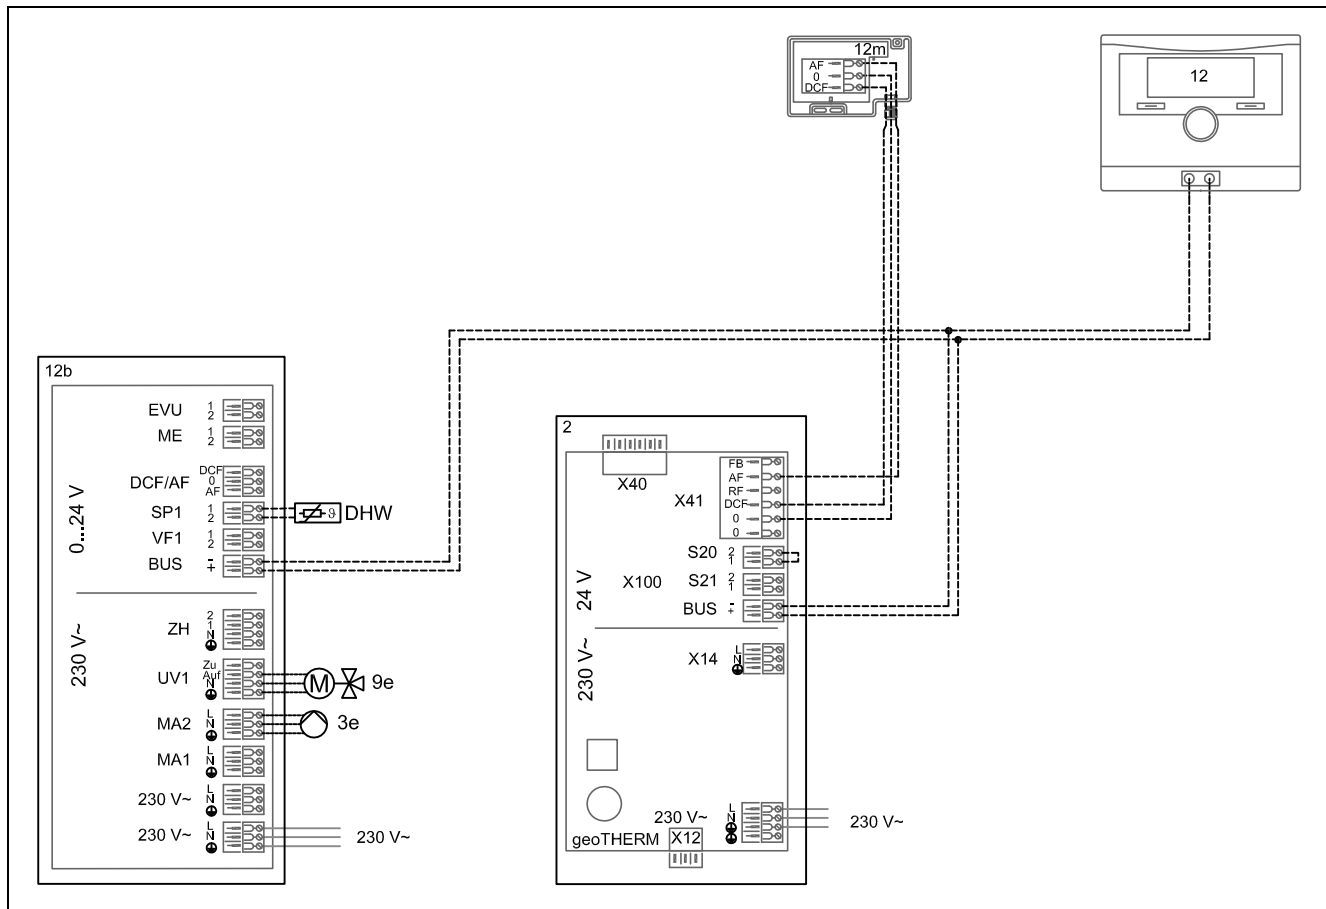 12m
AF
0
DCF
12
12b
0...24 V
230 V~
EVU 1
2
ME 1
2
DCF/AF DCF
0
AF
SP1 1
2
ϑ DHW
VF1 1
2
BUS -
+
ZH 2
1
N
UV1 Zu
Auf
N
M 9e
MA2 L
N
3e
MA1 L
N
230 V~ L
N
230 V~ L
N
230 V~
2
X40
X41
FB
AF
RF
DCF
0
0
24 V
X100
S20 2
1
S21 2
1
BUS -
+
230 V~
X14 L
N
230 V~ L
N
230 V~
geoTHERM X12